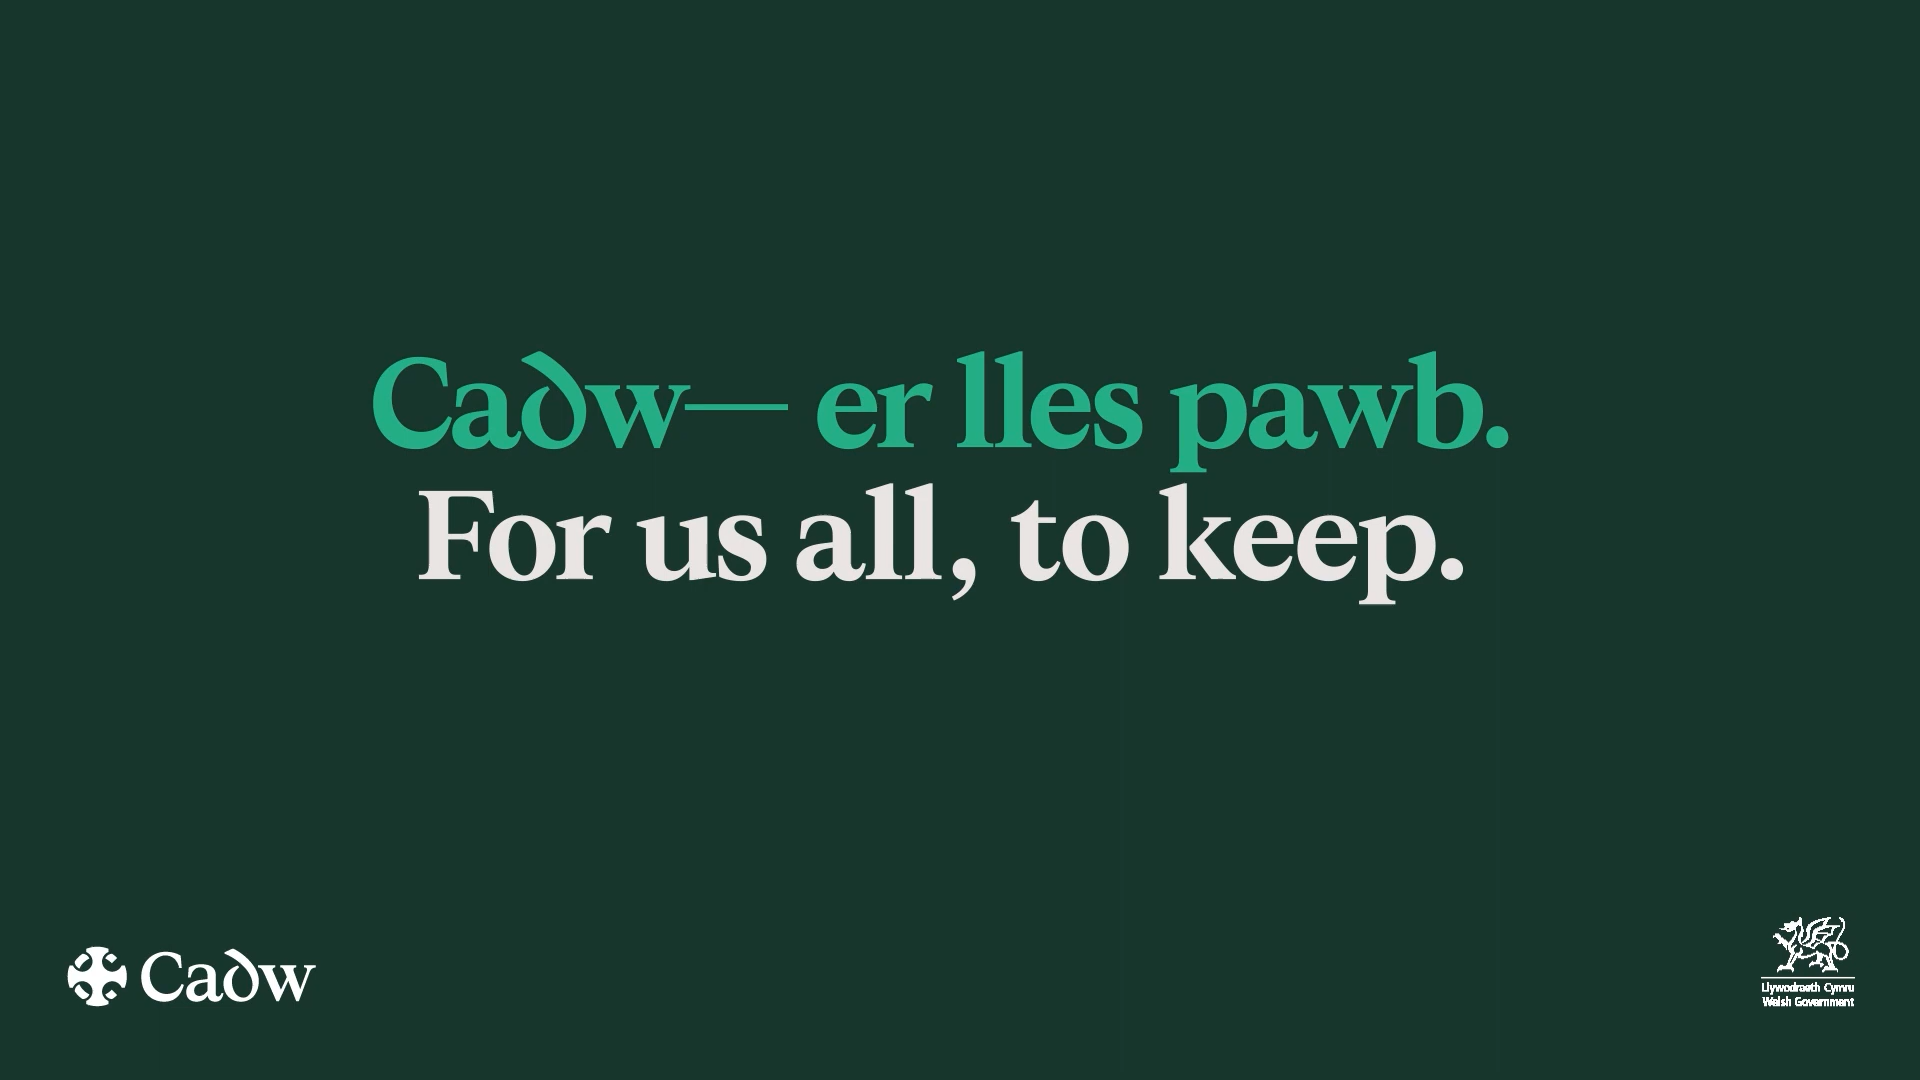 Cadw— er lles pawb.
For us all, to keep.
Cadw
Llywodraeth Cymru
Welsh Government